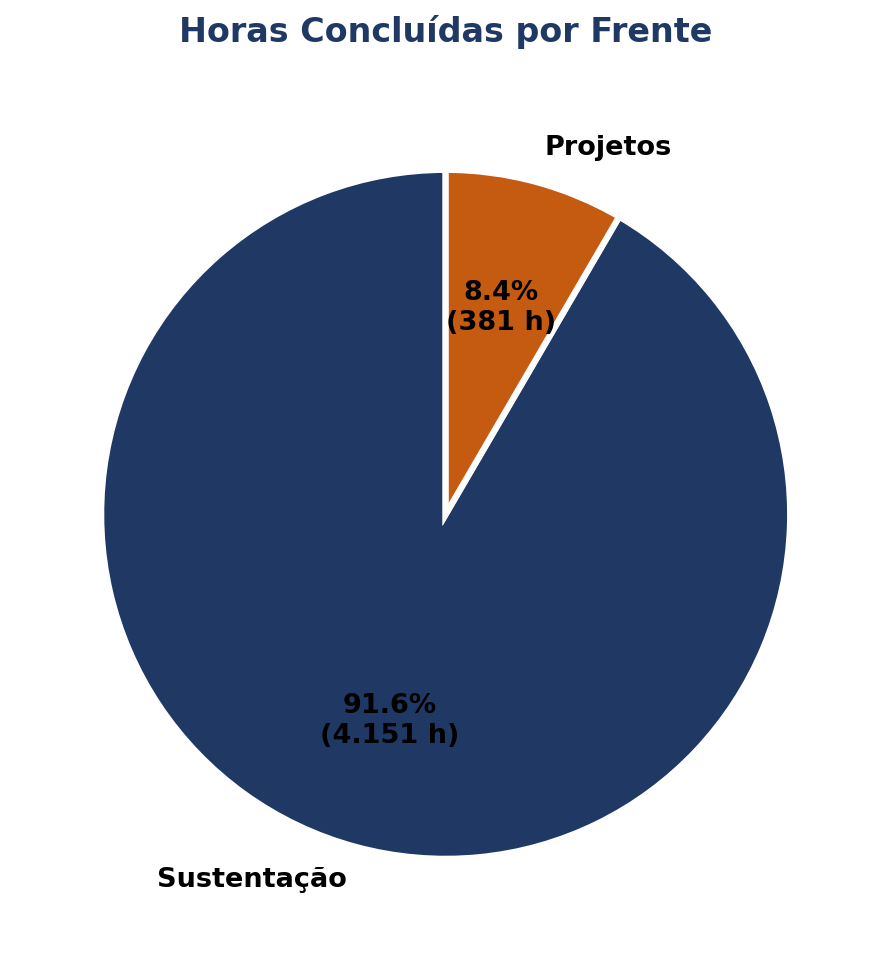 Horas Concluídas por Frente
Projetos
8.4%
(381 h)
91.6%
(4.151 h)
Sustentação